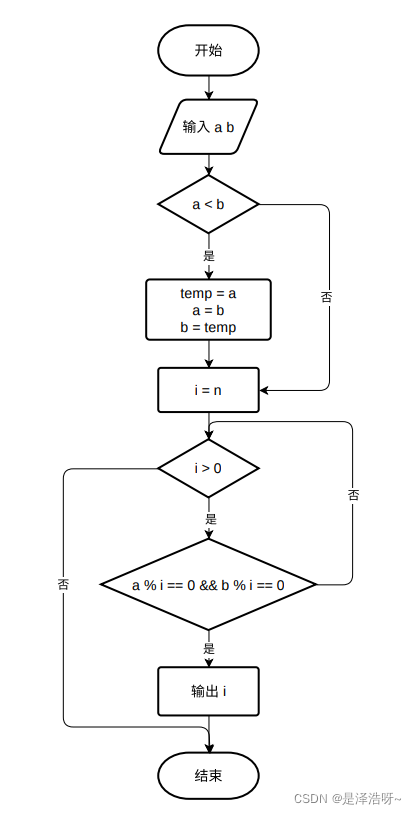 开始
输入 a b
a < b
是
否
temp = a
a = b
b = temp
i = n
i > 0
是
否
否
a % i == 0 && b % i == 0
是
输出 i
结束
CSDN @是泽浩呀~